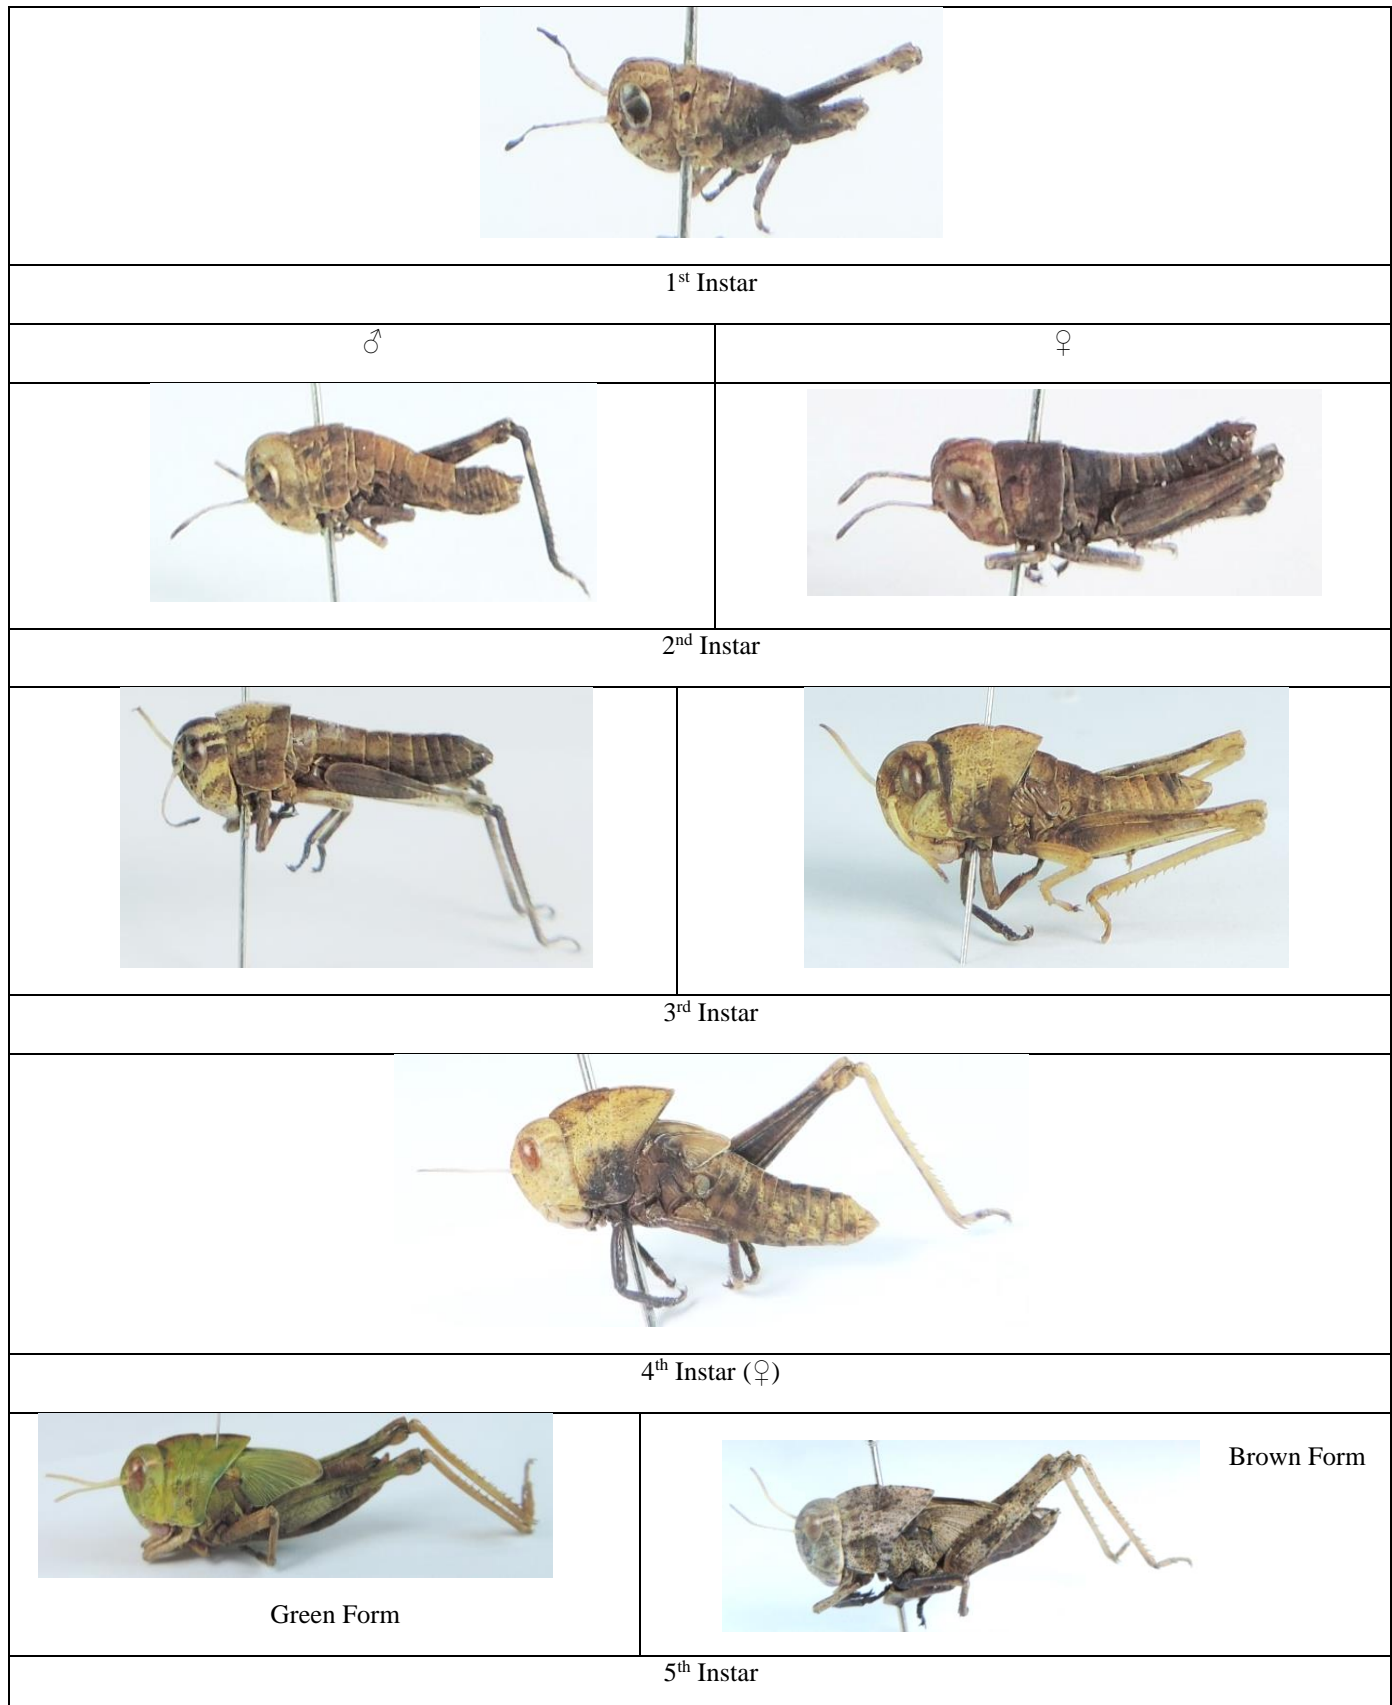 1st Instar
♂
♀
2nd Instar
3rd Instar
4th Instar (♀)
Brown Form
Green Form
5th Instar